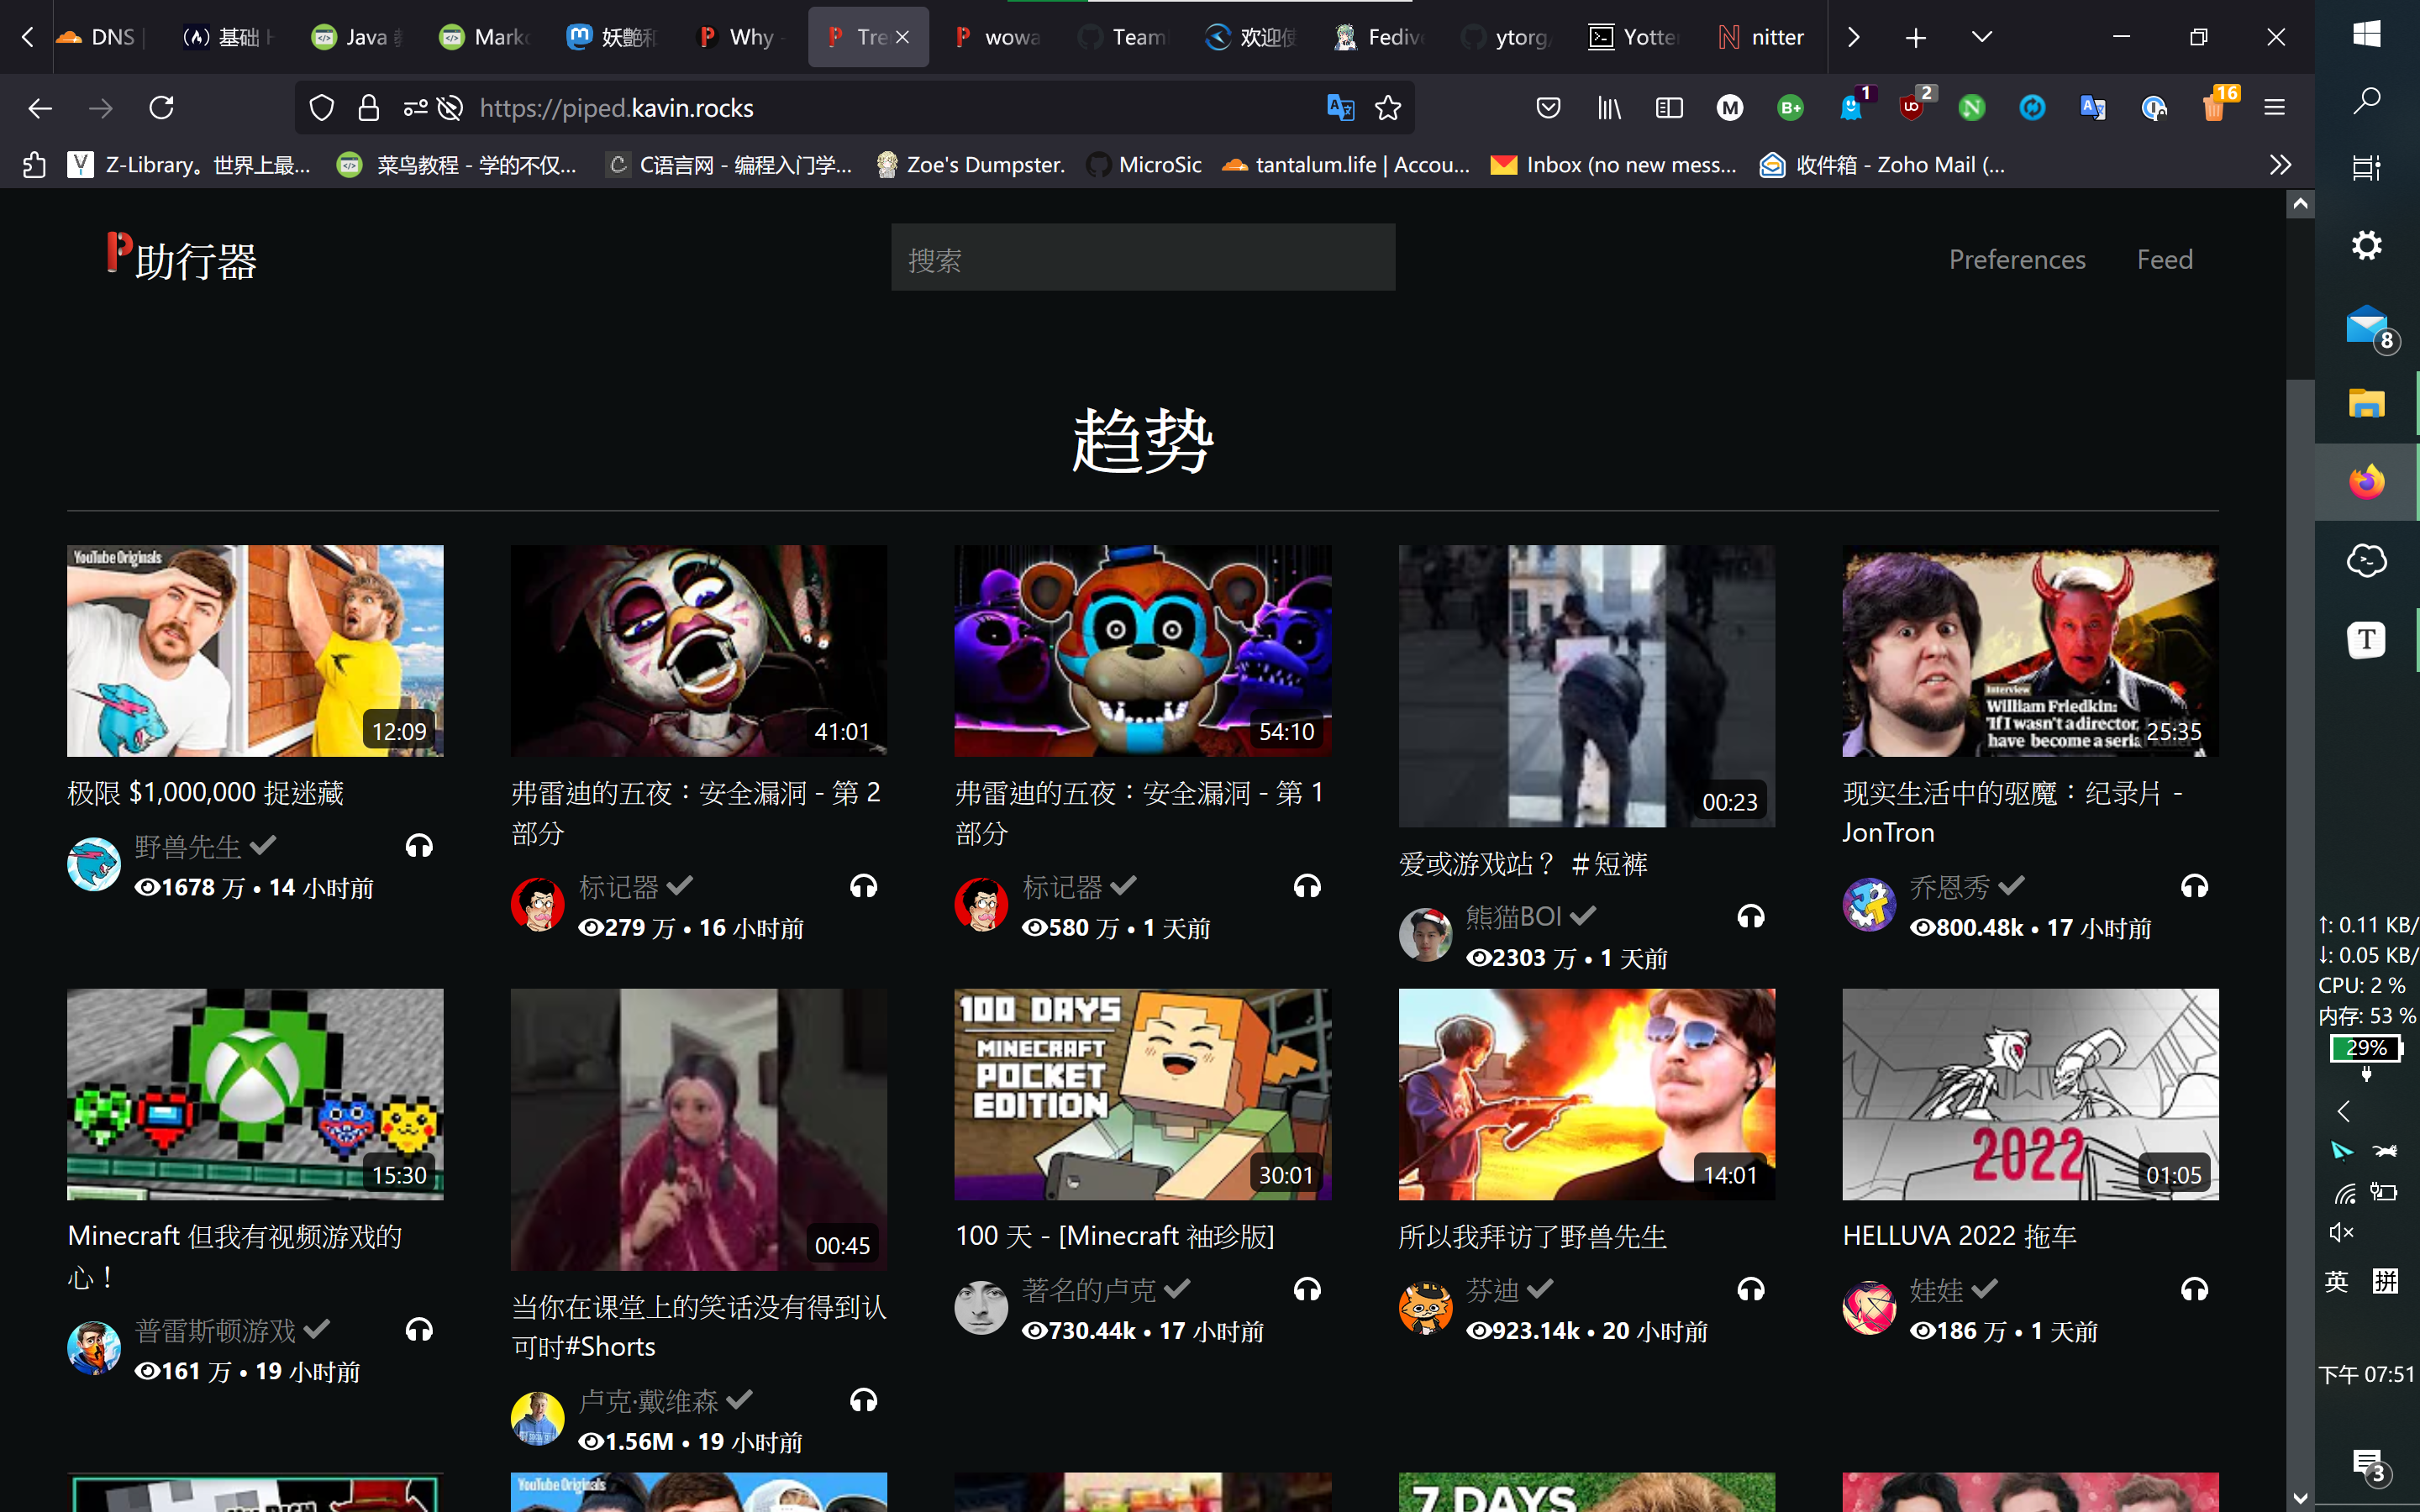 DNS
基础
Java 教
Mark
妖艷和
Why -
Tre
wowa
Team
欢迎使
Fedive
ytorg/
Yotte
nitter
https://piped.kavin.rocks
M
B+
1
2
16
Z-Library。世界上最...
菜鸟教程 - 学的不仅...
C语言网 - 编程入门学...
Zoe's Dumpster.
MicroSic
tantalum.life | Accou...
Inbox (no new mess...
收件箱 - Zoho Mail (...
P助行器
搜索
Preferences
Feed
趋势
YouTube Originals
12:09
41:01
54:10
00:23
Interview
William Friedkin:
'If I wasn't a director, I might
have become a serial killer'
25:35
极限 $1,000,000 捉迷藏
野兽先生
1678 万 • 14 小时前
弗雷迪的五夜：安全漏洞 - 第 2
部分
标记器
279 万 • 16 小时前
弗雷迪的五夜：安全漏洞 - 第 1
部分
标记器
580 万 • 1 天前
爱或游戏站？ ＃短裤
熊猫BOI
2303 万 • 1 天前
现实生活中的驱魔：纪录片 -
JonTron
乔恩秀
800.48k • 17 小时前
15:30
00:45
100 DAYS
MINECRAFT
POCKET
EDITION
30:01
14:01
2022
01:05
Minecraft 但我有视频游戏的
心！
普雷斯顿游戏
161 万 • 19 小时前
当你在课堂上的笑话没有得到认
可时#Shorts
卢克·戴维森
1.56M • 19 小时前
100 天 - [Minecraft 袖珍版]
著名的卢克
730.44k • 17 小时前
所以我拜访了野兽先生
芬迪
923.14k • 20 小时前
HELLUVA 2022 拖车
娃娃
186 万 • 1 天前
YouTube Originals
7 DAYS
8
T
↑: 0.11 KB/
↓: 0.05 KB/
CPU: 2 %
内存: 53 %
29%
英
拼
下午 07:51
3